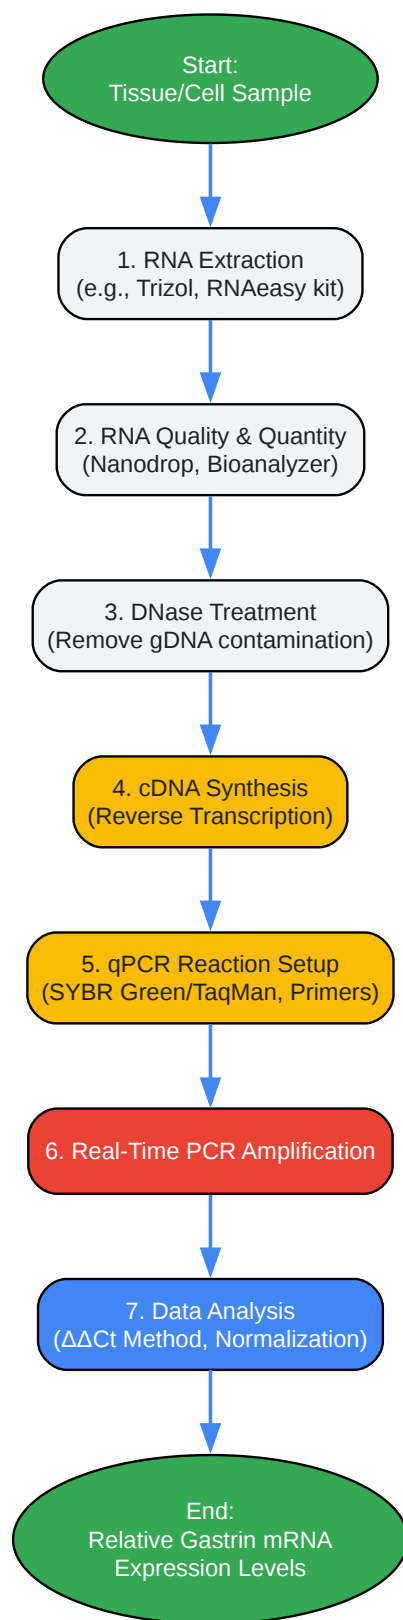 Start:
Tissue/Cell Sample
1. RNA Extraction
(e.g., Trizol, RNAeasy kit)
2. RNA Quality & Quantity
(Nanodrop, Bioanalyzer)
3. DNase Treatment
(Remove gDNA contamination)
4. cDNA Synthesis
(Reverse Transcription)
5. qPCR Reaction Setup
(SYBR Green/TaqMan, Primers)
6. Real-Time PCR Amplification
7. Data Analysis
(ΔΔCt Method, Normalization)
End:
Relative Gastrin mRNA
Expression Levels